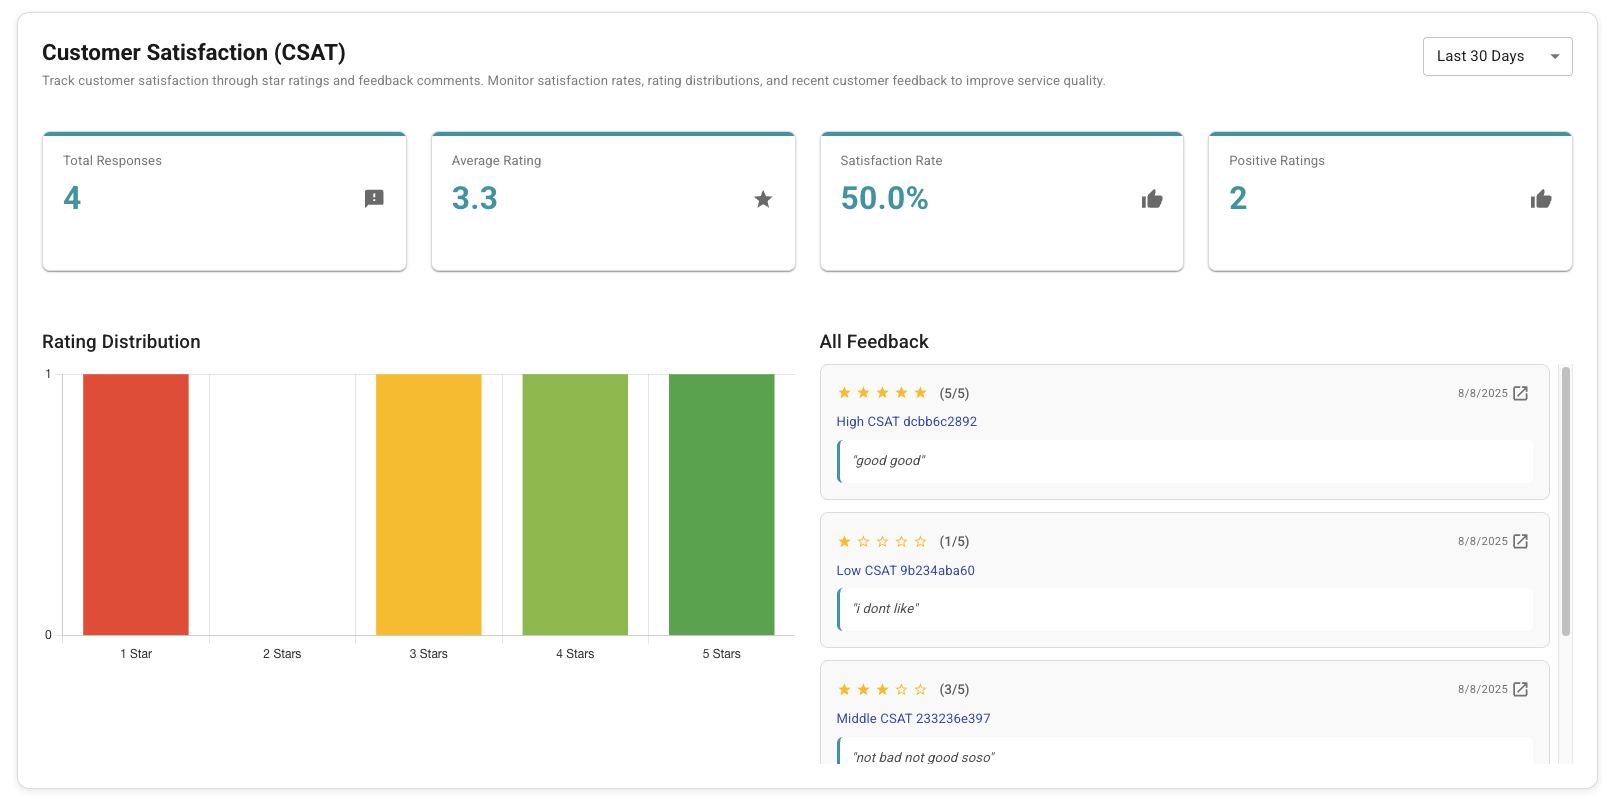 Customer Satisfaction (CSAT)
Last 30 Days
Track customer satisfaction through star ratings and feedback comments. Monitor satisfaction rates, rating distributions, and recent customer feedback to improve service quality.
Total Responses
4
Average Rating
3.3
Satisfaction Rate
50.0%
Positive Ratings
2
Rating Distribution
1
0
1 Star
2 Stars
3 Stars
4 Stars
5 Stars
All Feedback
(5/5)
8/8/2025
High CSAT dcbb6c2892
"good good"
(1/5)
8/8/2025
Low CSAT 9b234aba60
"i dont like"
(3/5)
8/8/2025
Middle CSAT 233236e397
"not bad not good soso"